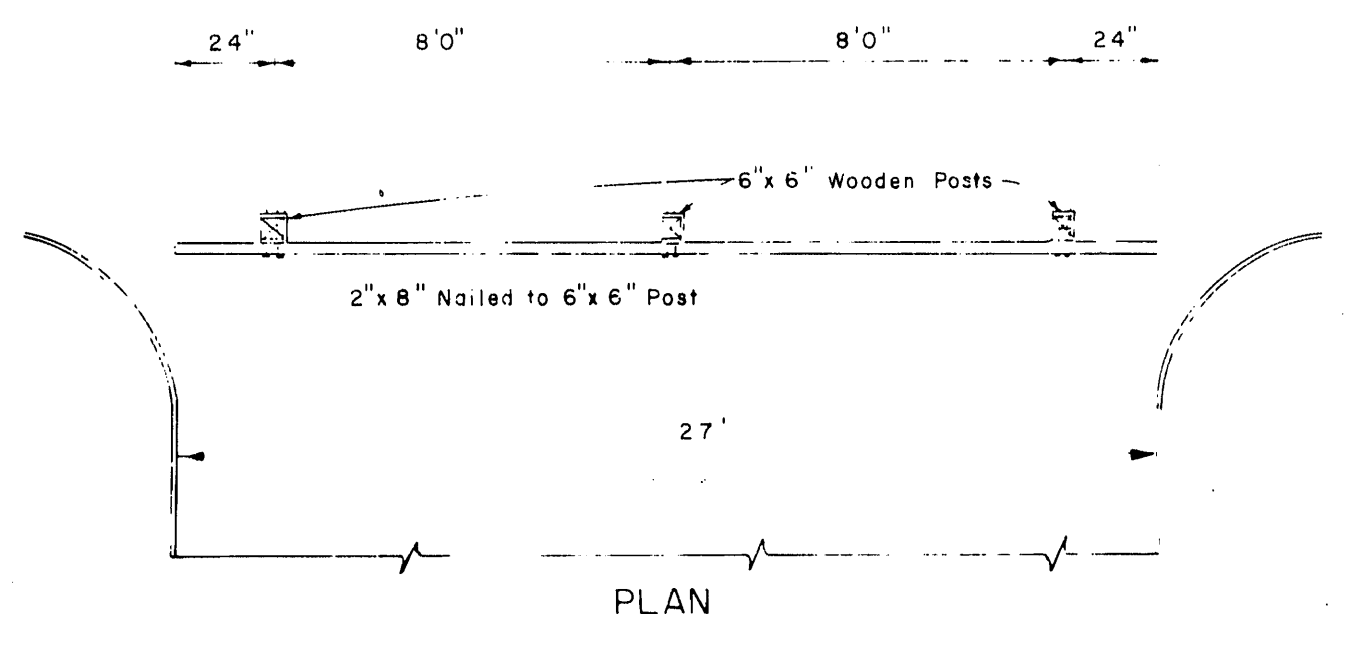 24" 8'0" 8'0" 24"
6"x 6" Wooden Posts
2"x 8" Nailed to 6"x 6" Post
27'
PLAN